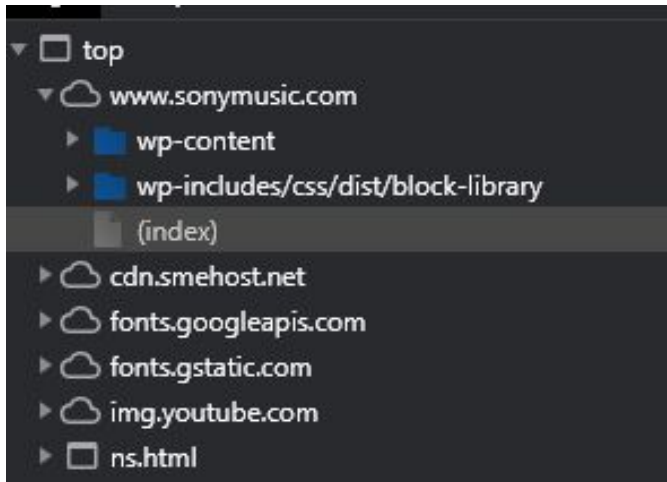 top
www.sonymusic.com
wp-content
wp-includes/css/dist/block-library
(index)
cdn.smehost.net
fonts.googleapis.com
fonts.gstatic.com
img.youtube.com
ns.html